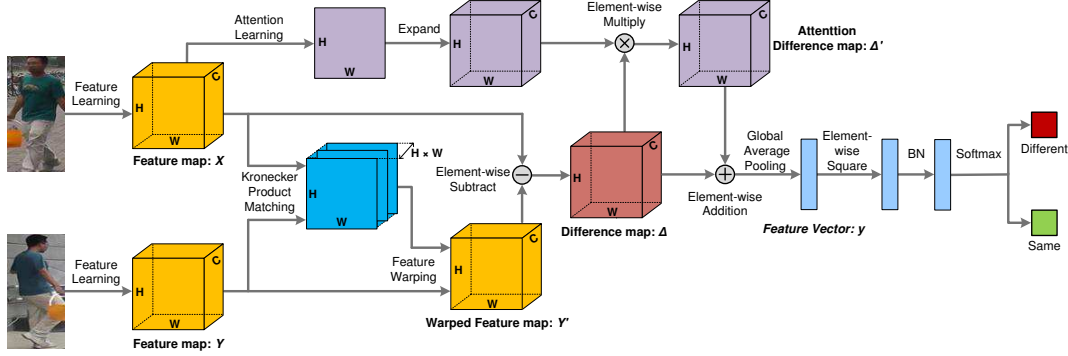 Attention
Learning
H
W
Expand
H
W
C
Element-wise
Multiply
H
W
C
Attenttion
Difference map: Δ′
Feature
Learning
H
W
C
Feature map: X
Kronecker
Product
Matching
H
W
H × W
Element-wise
Subtract
H
W
C
Difference map: Δ
Element-wise
Addition
Global
Average
Pooling
Element-
wise
Square
BN
Softmax
Feature Vector: y
Different
Same
Feature
Learning
H
W
C
Feature map: Y
Feature
Warping
H
W
C
Warped Feature map: Y′